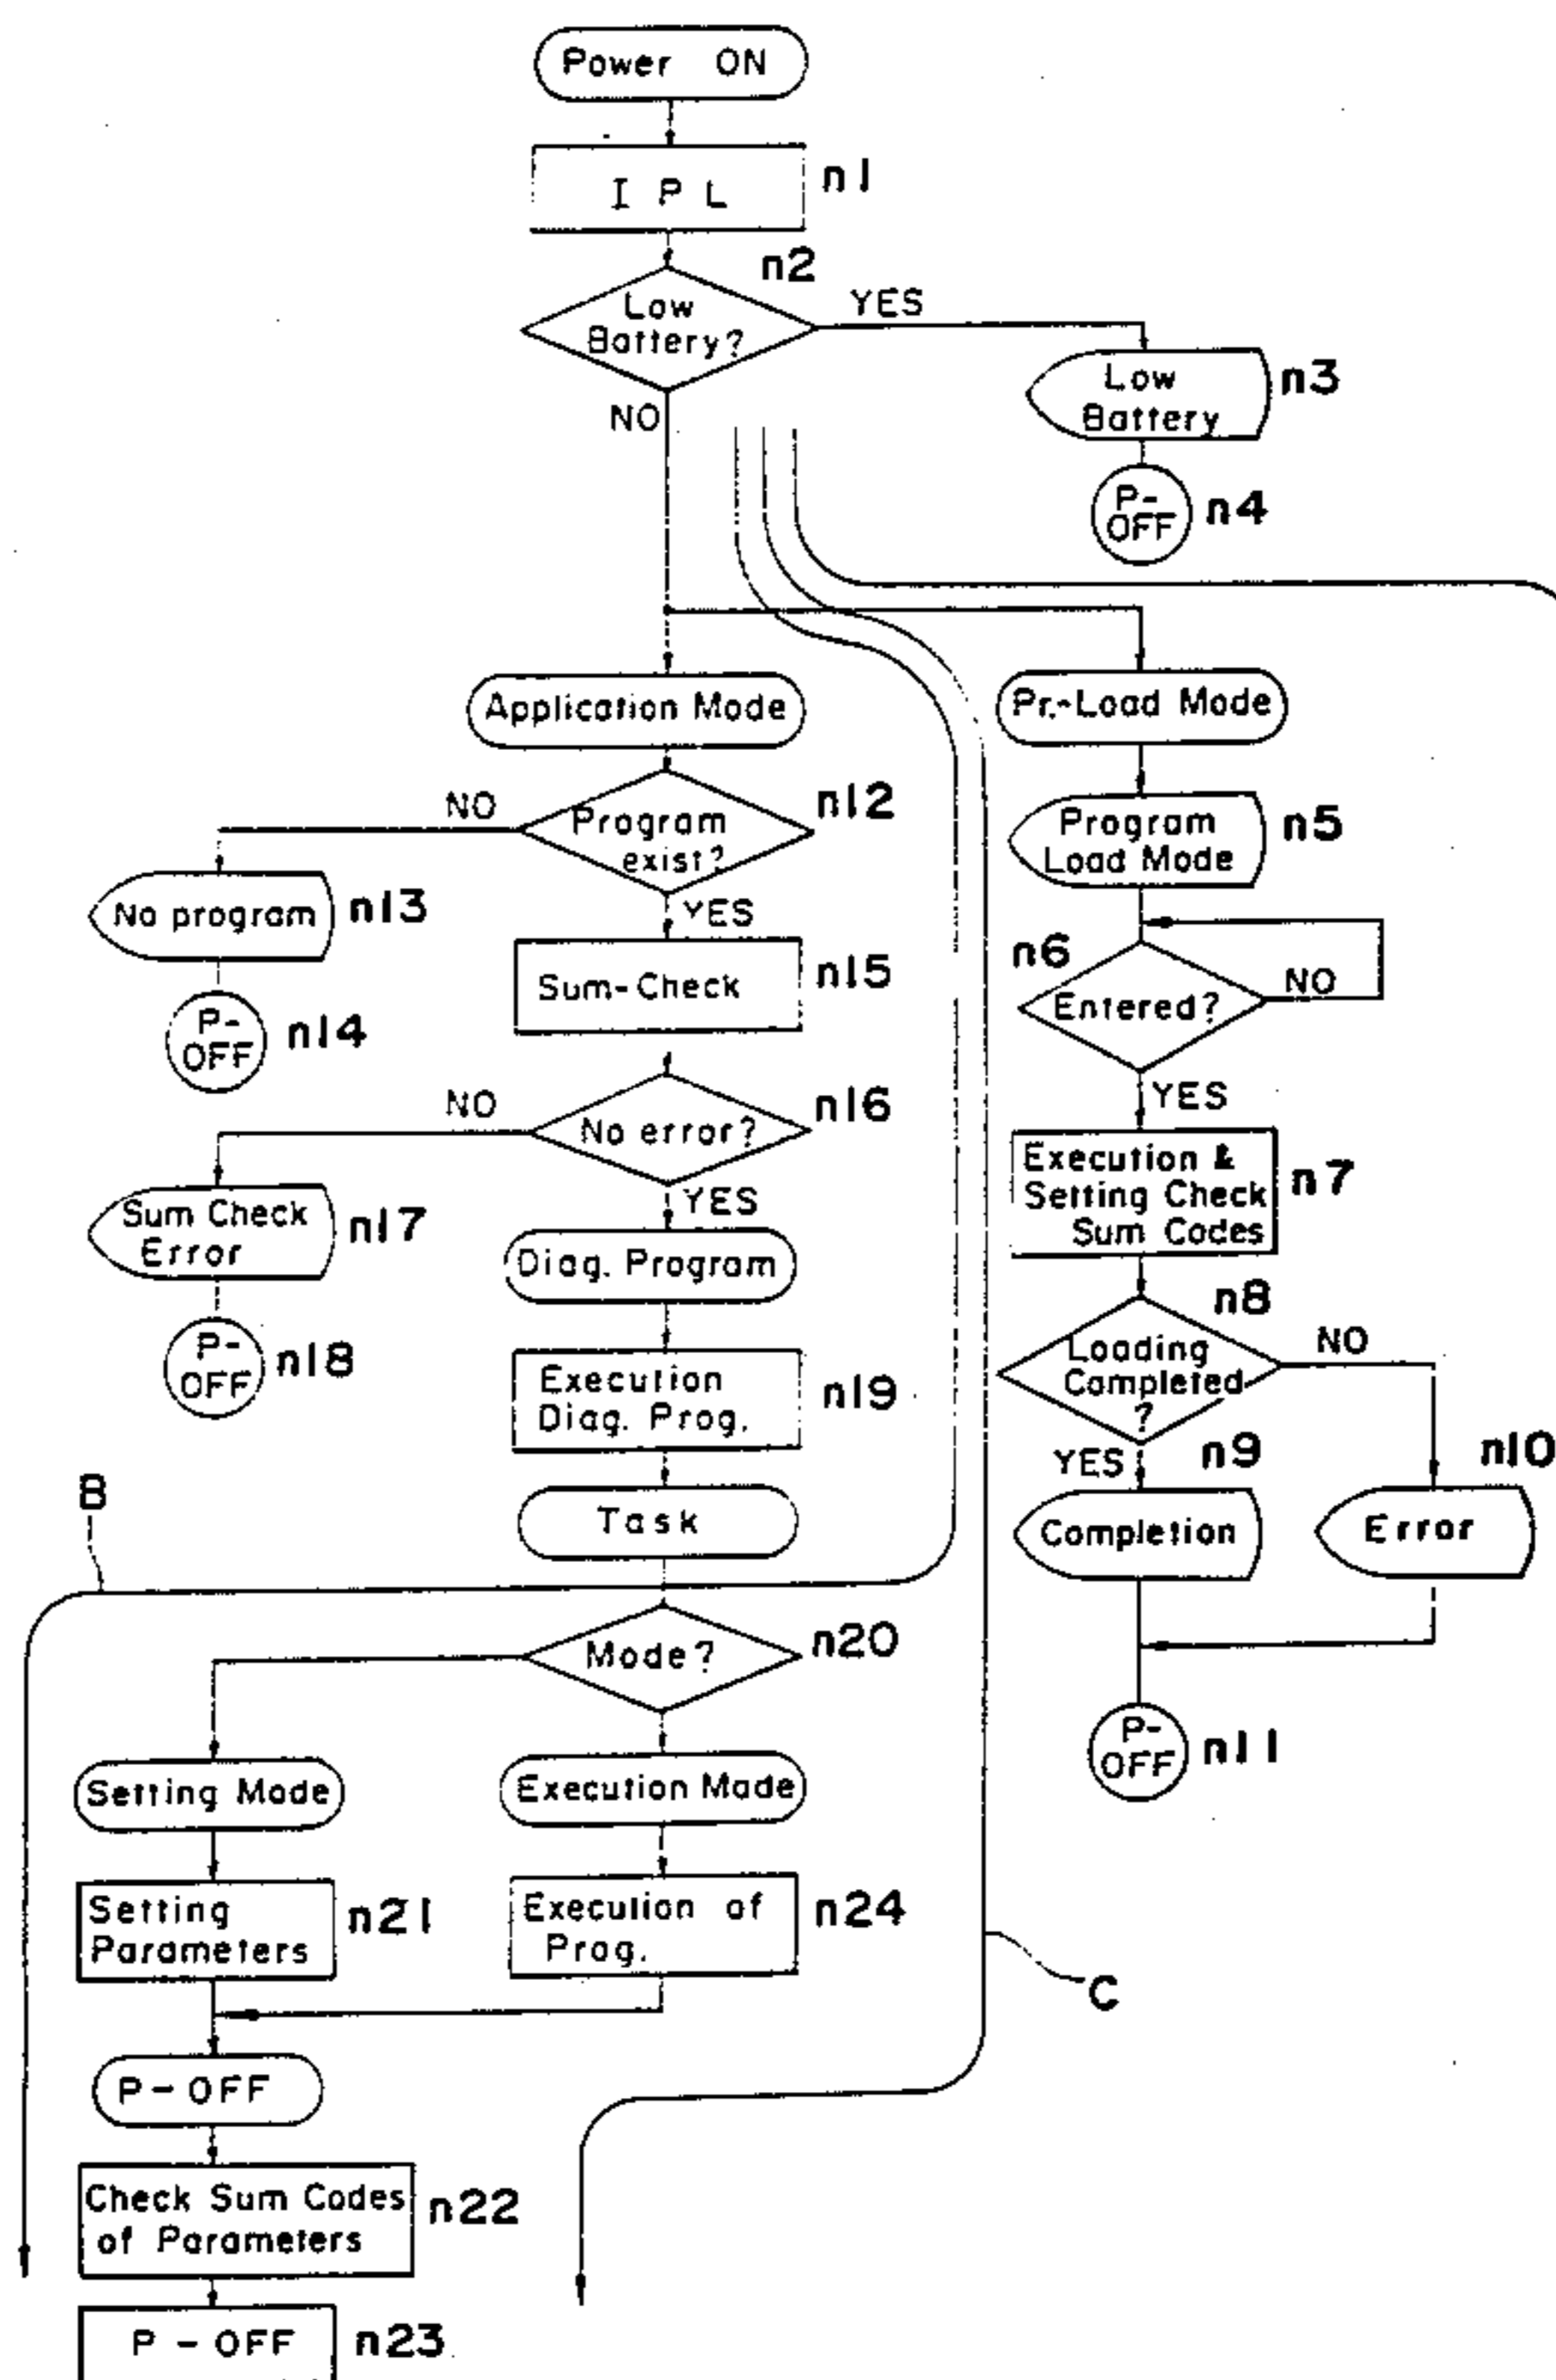 Power ON
I P L
n1
n2
Low
Battery?
YES
NO
Low
Battery
n3
P-
OFF
n4
Application Mode
Pr.-Load Mode
n12
NO
Program
exist?
YES
No program
n13
P-
OFF
n14
Program
Load Mode
n5
n6
Entered?
NO
YES
Sum-Check
n15
n16
NO
No error?
YES
Sum Check
Error
n17
P-
OFF
n18
Execution &
Setting Check
Sum Codes
n7
Diag. Program
n8
Loading
Completed
?
NO
YES
Execution
Diag. Prog.
n19
n9
n10
Completion
Error
B
Task
Mode?
n20
P-
OFF
n11
Setting Mode
Execution Mode
Setting
Parameters
n21
Execution of
Prog.
n24
C
P-OFF
Check Sum Codes
of Parameters
n22
P-OFF
n23